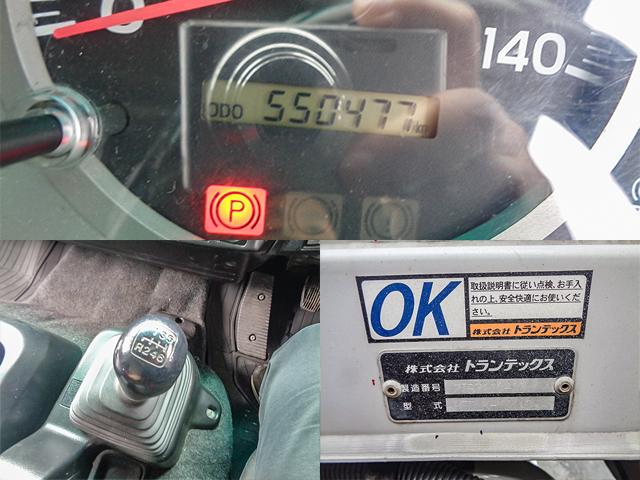 0
140
ODO 550477 km
P
135
R246
OK
取扱説明書に従い点検、お手入
れの上、安全快適にお使いくだ
さい。
株式会社 トランテックス
株式会社 トランテックス
製造番号
型式